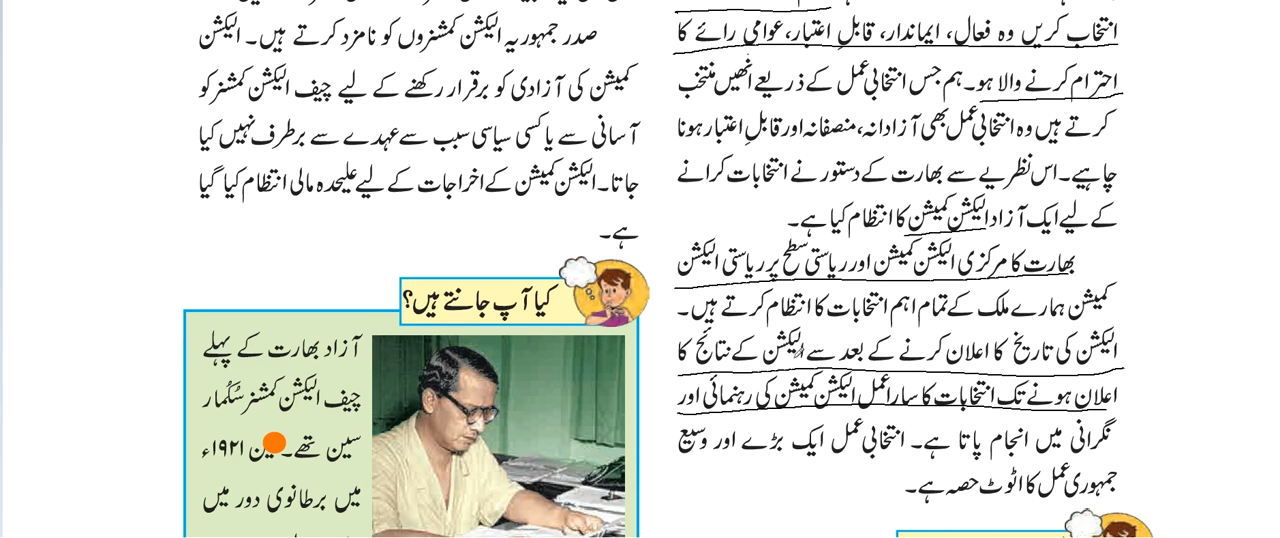 انتخاب کریں وہ فعال، ایماندار، قابلِ اعتبار، عوامی رائے کا
احترام کرنے والا ہو۔ ہم جس انتخابی عمل کے ذریعے انھیں منتخب
کرتے ہیں وہ انتخابی عمل بھی آزادانہ، منصفانہ اور قابلِ اعتبار ہونا
چاہیے۔ اس نظریے سے بھارت کے دستور نے انتخابات کرانے
کے لیے ایک آزاد الیکشن کمیشن کا انتظام کیا ہے۔
بھارت کا مرکزی الیکشن کمیشن اور ریاستی سطح پر ریاستی الیکشن
کمیشن ہمارے ملک کے تمام اہم انتخابات کا انتظام کرتے ہیں۔
الیکشن کی تاریخ کا اعلان کرنے کے بعد سے الیکشن کے نتائج کا
اعلان ہونے تک انتخابات کا سارا عمل الیکشن کمیشن کی رہنمائی اور
نگرانی میں انجام پاتا ہے۔ انتخابی عمل ایک بڑے اور وسیع
جمہوری عمل کا اٹوٹ حصہ ہے۔
صدر جمہوریہ الیکشن کمشنروں کو نامزد کرتے ہیں۔ الیکشن
کمیشن کی آزادی کو برقرار رکھنے کے لیے چیف الیکشن کمشنر کو
آسانی سے یا کسی سیاسی سبب سے عہدے سے برطرف نہیں کیا
جاتا۔ الیکشن کمیشن کے اخراجات کے لیے علیحدہ مالی انتظام کیا گیا
ہے۔
کیا آپ جانتے ہیں؟
آزاد بھارت کے پہلے
چیف الیکشن کمشنر سُکُمار
سین تھے۔ ۱۹۲۱ء
میں برطانوی دور میں